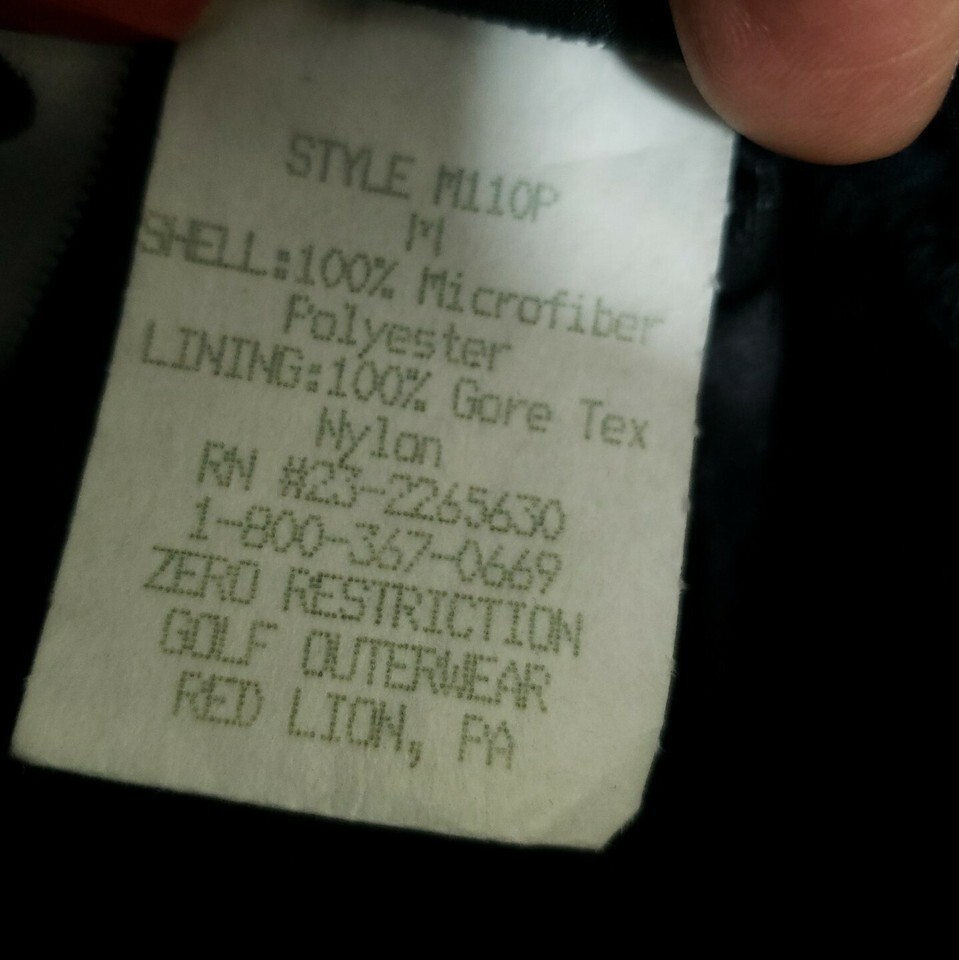 STYLE M110P
M
SHELL:100% Microfiber
Polyester
LINING:100% Gore Tex
Nylon
RN #23-2265630
1-800-367-0669
ZERO RESTRICTION
GOLF OUTERWEAR
RED LION, PA